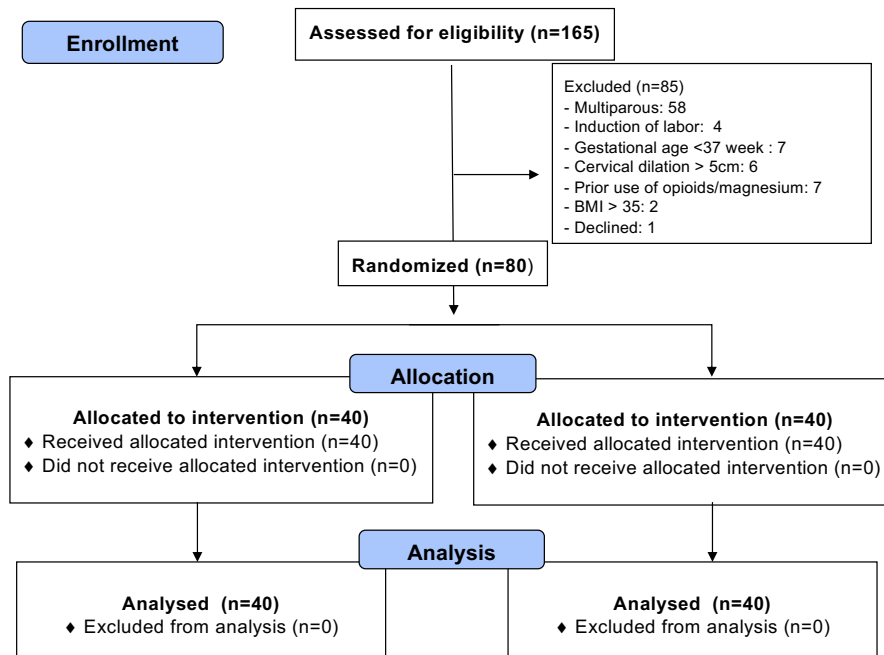 Enrollment
Assessed for eligibility (n=165)
Excluded (n=85)
- Multiparous: 58
- Induction of labor:  4
- Gestational age <37 week : 7
- Cervical dilation > 5cm: 6
- Prior use of opioids/magnesium: 7
- BMI > 35: 2
- Declined: 1
Randomized (n=80)
Allocation
Allocated to intervention (n=40)
♦ Received allocated intervention (n=40)
♦ Did not receive allocated intervention (n=0)
Allocated to intervention (n=40)
♦ Received allocated intervention (n=40)
♦ Did not receive allocated intervention (n=0)
Analysis
Analysed  (n=40)
♦ Excluded from analysis (n=0)
Analysed  (n=40)
♦ Excluded from analysis (n=0)